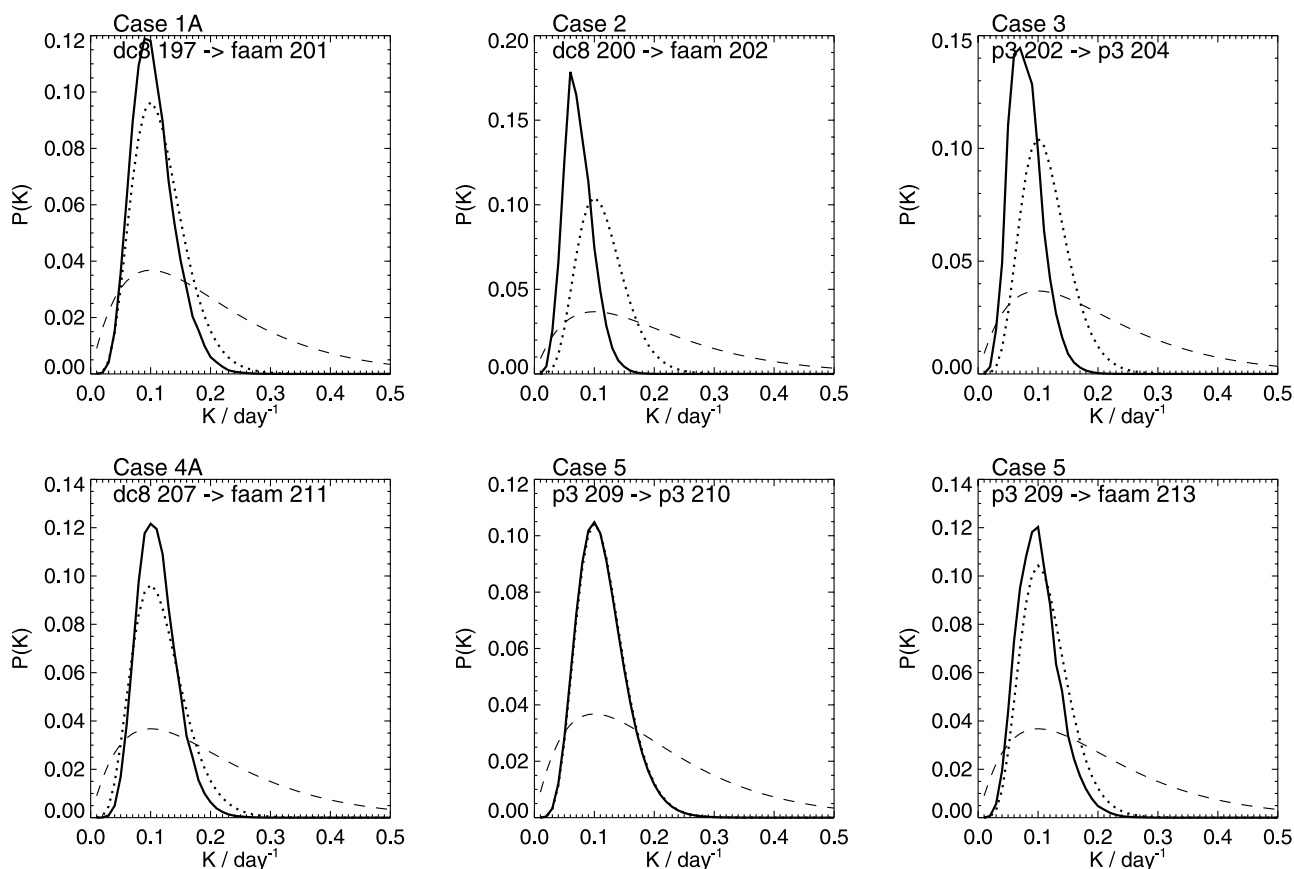 Case 1A
dc8 197 -> faam 201
0.12
0.10
0.08
0.06
0.04
0.02
0.00
P(K)
0.0 0.1 0.2 0.3 0.4 0.5
K / day-1
Case 2
dc8 200 -> faam 202
0.20
0.15
0.10
0.05
0.00
P(K)
0.0 0.1 0.2 0.3 0.4 0.5
K / day-1
Case 3
p3 202 -> p3 204
0.15
0.10
0.05
0.00
P(K)
0.0 0.1 0.2 0.3 0.4 0.5
K / day-1
Case 4A
dc8 207 -> faam 211
0.14
0.12
0.10
0.08
0.06
0.04
0.02
0.00
P(K)
0.0 0.1 0.2 0.3 0.4 0.5
K / day-1
Case 5
p3 209 -> p3 210
0.12
0.10
0.08
0.06
0.04
0.02
0.00
P(K)
0.0 0.1 0.2 0.3 0.4 0.5
K / day-1
Case 5
p3 209 -> faam 213
0.14
0.12
0.10
0.08
0.06
0.04
0.02
0.00
P(K)
0.0 0.1 0.2 0.3 0.4 0.5
K / day-1